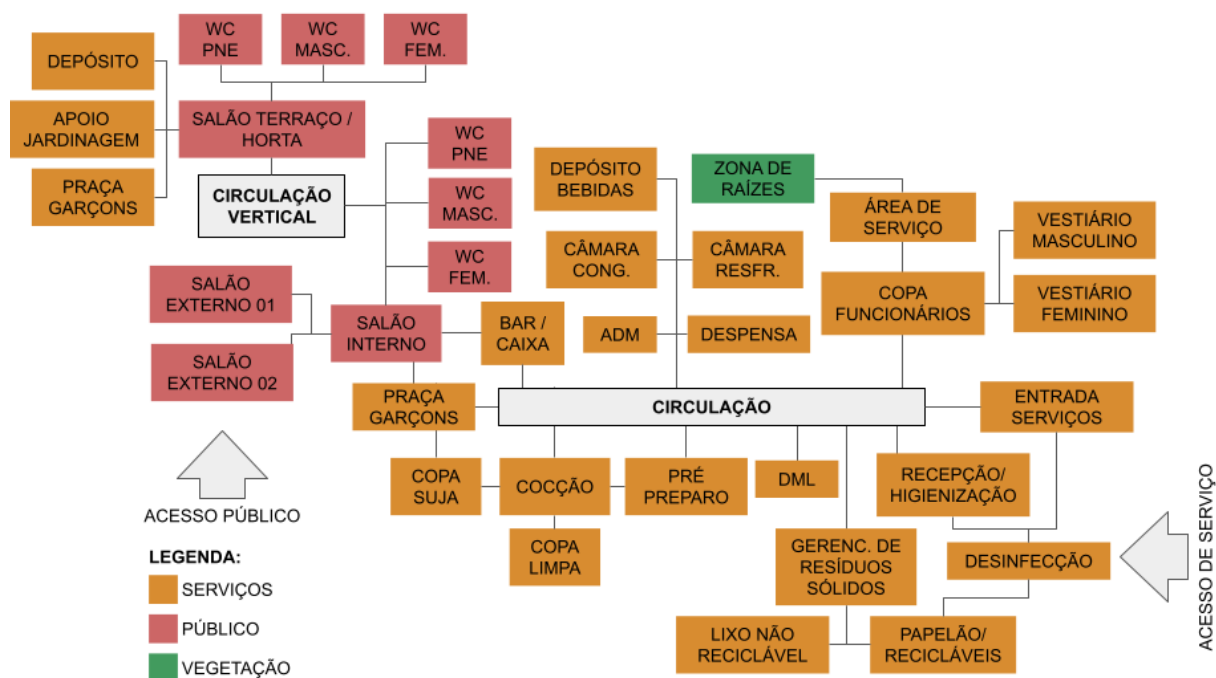 WC
PNE
WC
MASC.
WC
FEM.
DEPÓSITO
APOIO
JARDINAGEM
SALÃO TERRAÇO /
HORTA
PRAÇA
GARÇONS
CIRCULAÇÃO
VERTICAL
WC
PNE
WC
MASC.
WC
FEM.
DEPÓSITO
BEBIDAS
ZONA DE
RAÍZES
ÁREA DE
SERVIÇO
VESTIÁRIO
MASCULINO
CÂMARA
CONG.
CÂMARA
RESFR.
COPA
FUNCIONÁRIOS
VESTIÁRIO
FEMININO
SALÃO
EXTERNO 01
SALÃO
INTERNO
BAR /
CAIXA
ADM
DESPENSA
SALÃO
EXTERNO 02
PRAÇA
GARÇONS
CIRCULAÇÃO
ENTRADA
SERVIÇOS
COPA
SUJA
COCÇÃO
PRÉ
PREPARO
DML
RECEPÇÃO/
HIGIENIZAÇÃO
ACESSO PÚBLICO
COPA
LIMPA
GERENC. DE
RESÍDUOS
SÓLIDOS
DESINFECÇÃO
ACESSO DE SERVIÇO
LIXO NÃO
RECICLÁVEL
PAPELÃO/
RECICLÁVEIS
LEGENDA:
SERVIÇOS
PÚBLICO
VEGETAÇÃO